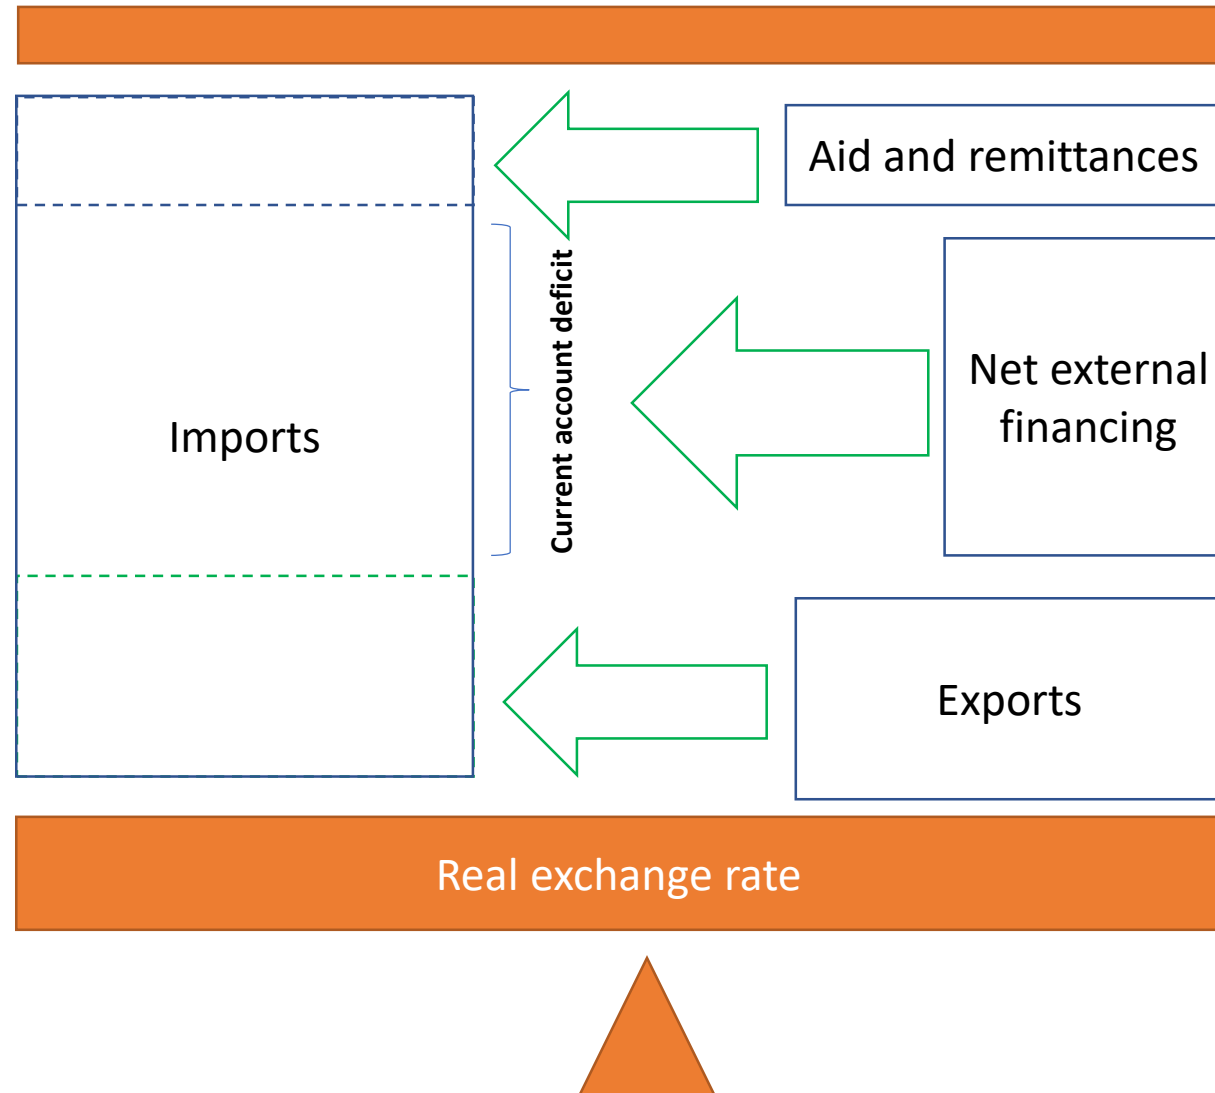 Aid and remittances
Current account deficit
Net external
financing
Imports
Exports
Real exchange rate